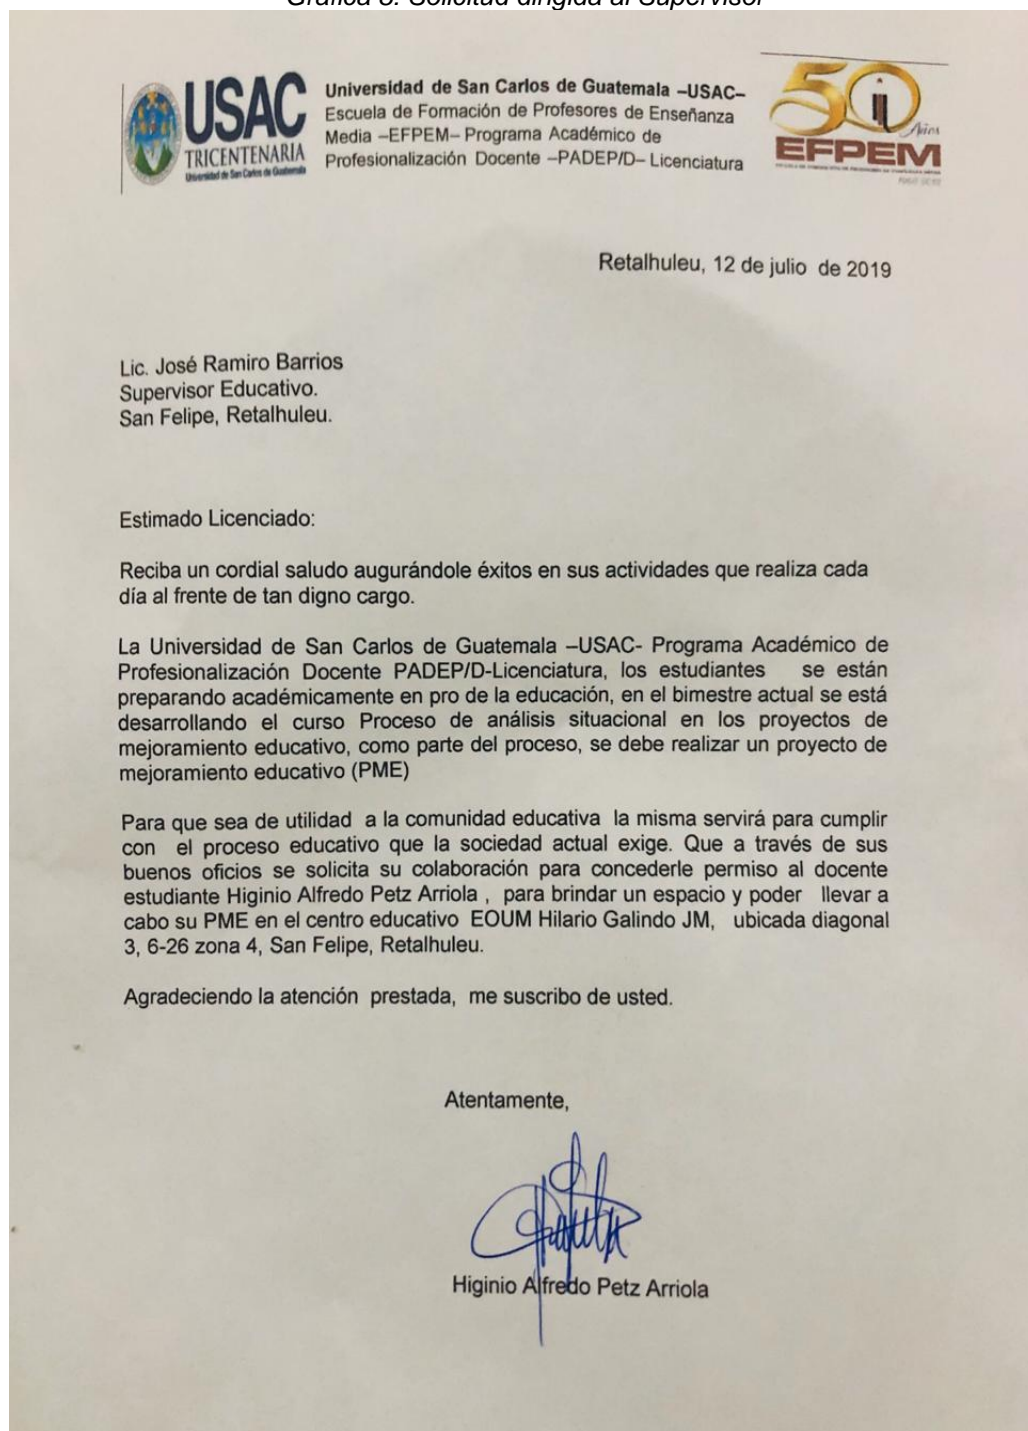 Gráfica 8. Solicitud dirigida al Supervisor
USAC
TRICENTENARIA
Universidad de San Carlos de Guatemala
Universidad de San Carlos de Guatemala –USAC–
Escuela de Formación de Profesores de Enseñanza
Media –EFPEM– Programa Académico de
Profesionalización Docente –PADEP/D– Licenciatura
50
Años
EFPEM
Retalhuleu, 12 de julio de 2019
Lic. José Ramiro Barrios
Supervisor Educativo.
San Felipe, Retalhuleu.
Estimado Licenciado:
Reciba un cordial saludo augurándole éxitos en sus actividades que realiza cada
día al frente de tan digno cargo.
La Universidad de San Carlos de Guatemala –USAC- Programa Académico de
Profesionalización Docente PADEP/D-Licenciatura, los estudiantes se están
preparando académicamente en pro de la educación, en el bimestre actual se está
desarrollando el curso Proceso de análisis situacional en los proyectos de
mejoramiento educativo, como parte del proceso, se debe realizar un proyecto de
mejoramiento educativo (PME)
Para que sea de utilidad a la comunidad educativa la misma servirá para cumplir
con el proceso educativo que la sociedad actual exige. Que a través de sus
buenos oficios se solicita su colaboración para concederle permiso al docente
estudiante Higinio Alfredo Petz Arriola , para brindar un espacio y poder llevar a
cabo su PME en el centro educativo EOUM Hilario Galindo JM, ubicada diagonal
3, 6-26 zona 4, San Felipe, Retalhuleu.
Agradeciendo la atención prestada, me suscribo de usted.
Atentamente,
Higinio Alfredo Petz Arriola